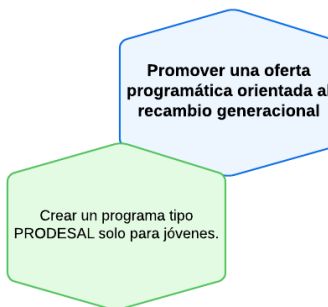 Promover una oferta
programática orientada al
recambio generacional
Crear un programa tipo
PRODESAL solo para jóvenes.